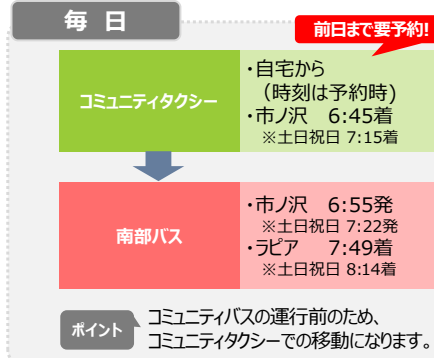 毎 日
前日まで要予約!
コミュニティタクシー
・自宅から
（時刻は予約時）
・市ノ沢　6:45着
※土日祝日 7:15着
南部バス
・市ノ沢　6:55発
※土日祝日 7:22発
・ラピア　7:49着
※土日祝日 8:14着
ポイント
コミュニティバスの運行前のため、
コミュニティタクシーでの移動になります。